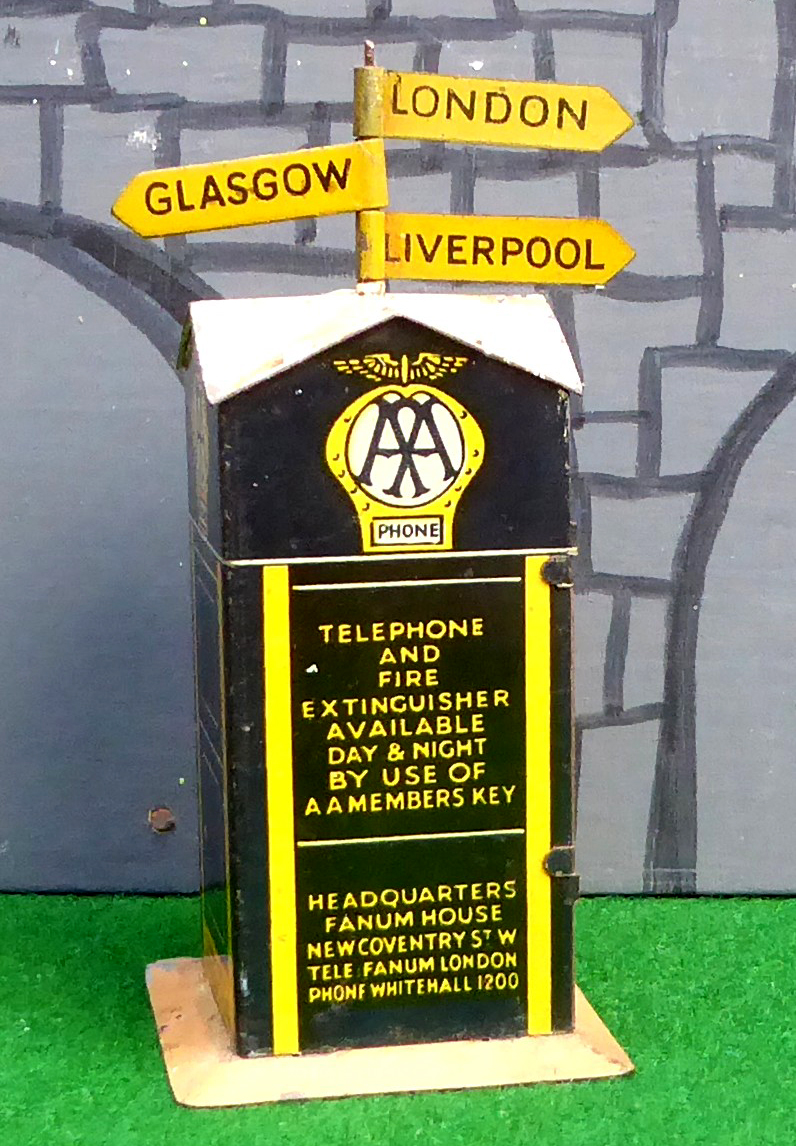 LONDON
GLASGOW
LIVERPOOL
AA
PHONE
TELEPHONE
AND
FIRE
EXTINGUISHER
AVAILABLE
DAY & NIGHT
BY USE OF
A A MEMBERS KEY
HEADQUARTERS
FANUM HOUSE
NEW COVENTRY ST W
TELE FANUM LONDON
PHONE WHITEHALL 1200